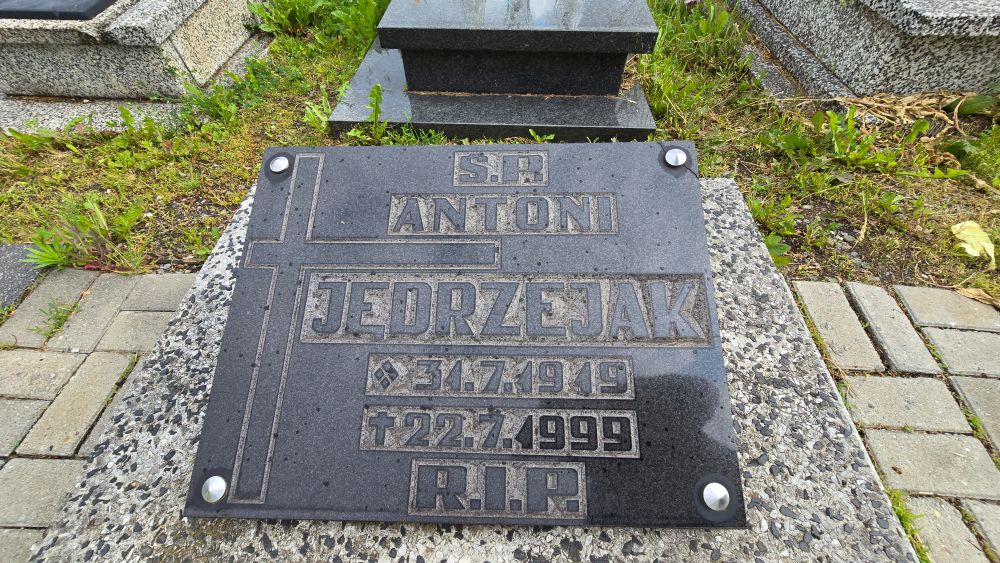 Ś.P.
ANTONI
JĘDRZEJAK
31.7.1919
✝22.7.1999
R.I.P.